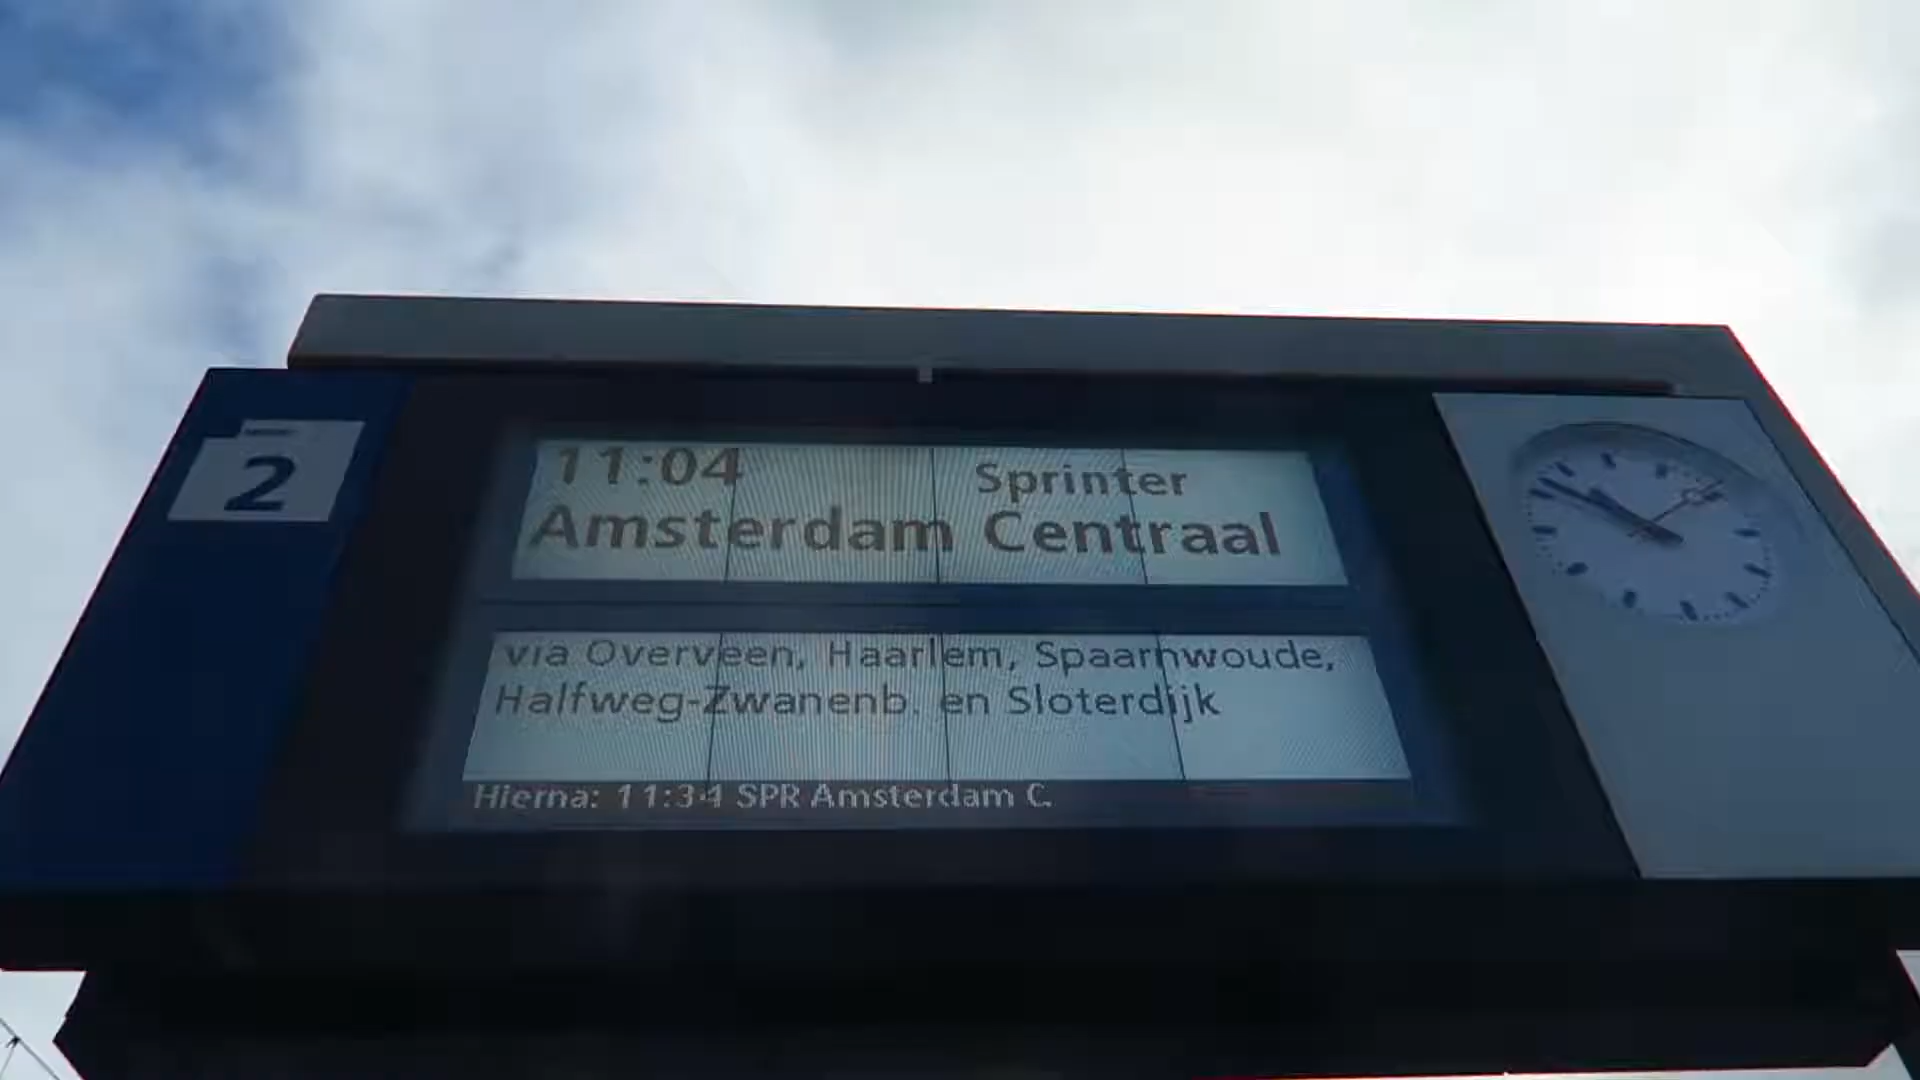 2
11:04 Sprinter
Amsterdam Centraal
via Overveen, Haarlem, Spaarnwoude,
Halfweg-Zwanenb. en Sloterdijk
Hierna: 11:34 SPR Amsterdam C.